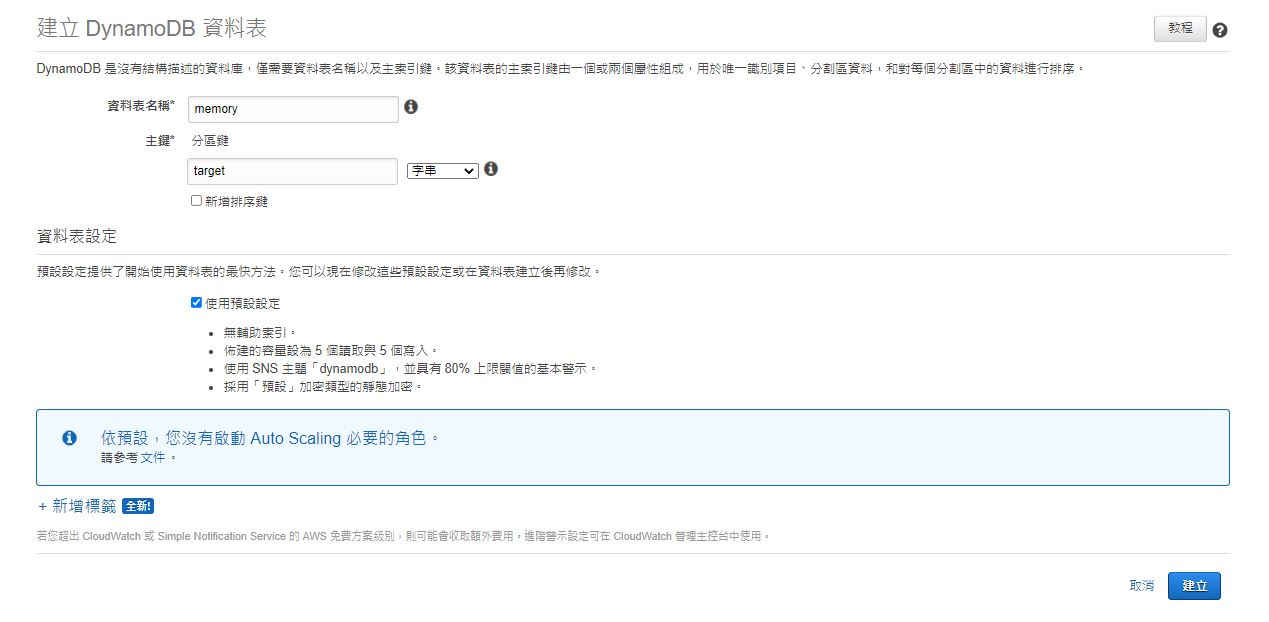 建立 DynamoDB 資料表
教程
DynamoDB 是沒有結構描述的資料庫，僅需要資料表名稱以及主索引鍵。該資料表的主索引鍵由一個或兩個屬性組成，用於唯一識別項目、分割區資料，和對每個分割區中的資料進行排序。
資料表名稱* memory
主鍵* 分區鍵
target 字串
新增排序鍵
資料表設定
預設設定提供了開始使用資料表的最快方法。您可以現在修改這些預設設定或在資料表建立後再修改。
使用預設設定
• 無輔助索引。
• 佈建的容量設為 5 個讀取與 5 個寫入。
• 使用 SNS 主題「dynamodb」，並具有 80% 上限閾值的基本警示。
• 採用「預設」加密類型的靜態加密。
依預設，您沒有啟動 Auto Scaling 必要的角色。
請參考文件。
+ 新增標籤 全新!
若您超出 CloudWatch 或 Simple Notification Service 的 AWS 免費方案級別，則可能會收取額外費用。進階警示設定可在 CloudWatch 管理主控台中使用。
取消 建立